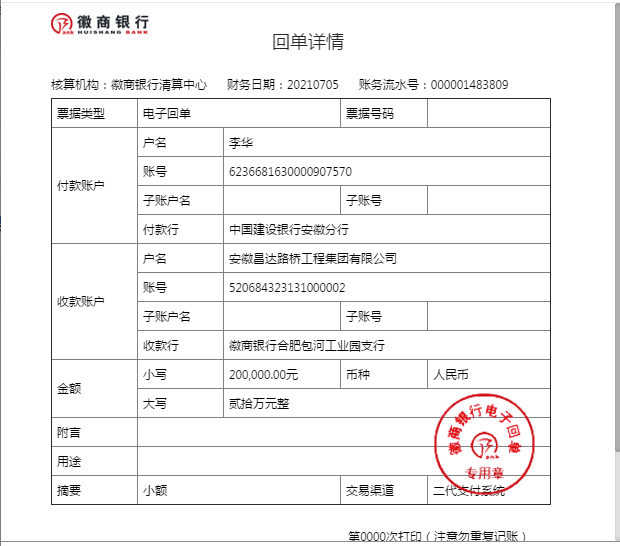 徽商银行
HUISHANG BANK
回单详情
核算机构：徽商银行清算中心 财务日期：20210705 账务流水号：000001483809
票据类型 电子回单 票据号码
付款账户
户名 李华
账号 6236681630000907570
子账户名 子账号
付款行 中国建设银行安徽分行
收款账户
户名 安徽昌达路桥工程集团有限公司
账号 520684323131000002
子账户名 子账号
收款行 徽商银行合肥包河工业园支行
金额
小写 200,000.00元 币种 人民币
大写 贰拾万元整
附言
用途
摘要 小额 交易渠道 二代支付系统
徽商银行电子回单
专用章
第0000次打印（注意勿重复记账）